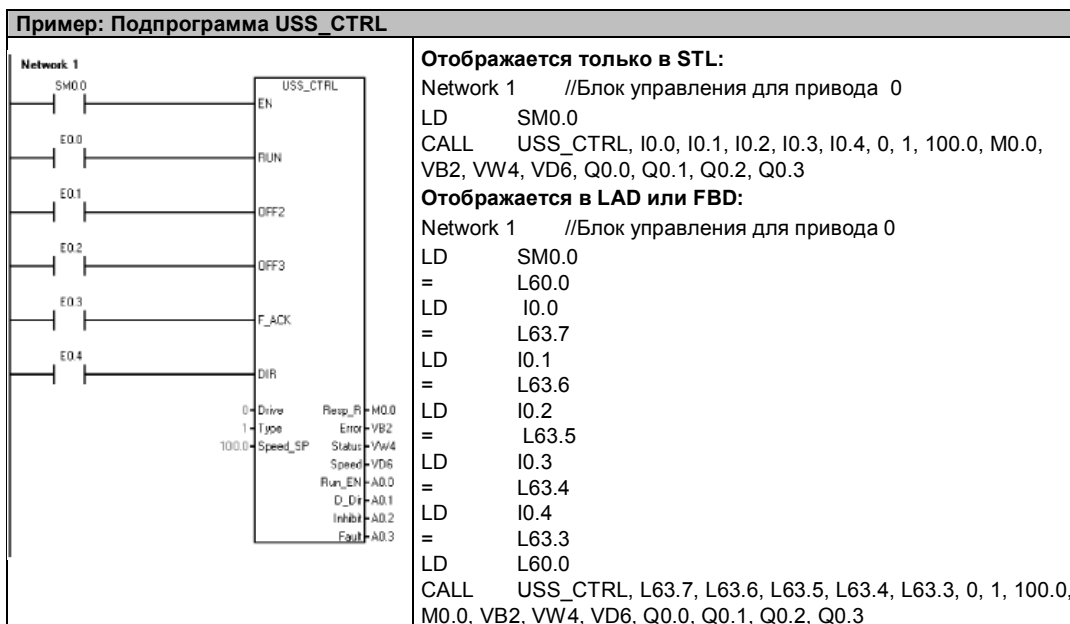 Пример: Подпрограмма USS_CTRL
Network 1
SM0.0
USS_CTRL
EN
E0.0
RUN
E0.1
OFF2
E0.2
OFF3
E0.3
F_ACK
E0.4
DIR
0 Drive Resp_R M0.0
1 Type Error VB2
100.0 Speed_SP Status VW4
Speed VD6
Run_EN A0.0
D_Dir A0.1
Inhibit A0.2
Fault A0.3
Отображается только в STL:
Network 1 //Блок управления для привода 0
LD SM0.0
CALL USS_CTRL, I0.0, I0.1, I0.2, I0.3, I0.4, 0, 1, 100.0, M0.0,
VB2, VW4, VD6, Q0.0, Q0.1, Q0.2, Q0.3
Отображается в LAD или FBD:
Network 1 //Блок управления для привода 0
LD SM0.0
= L60.0
LD I0.0
= L63.7
LD I0.1
= L63.6
LD I0.2
= L63.5
LD I0.3
= L63.4
LD I0.4
= L63.3
LD L60.0
CALL USS_CTRL, L63.7, L63.6, L63.5, L63.4, L63.3, 0, 1, 100.0,
M0.0, VB2, VW4, VD6, Q0.0, Q0.1, Q0.2, Q0.3